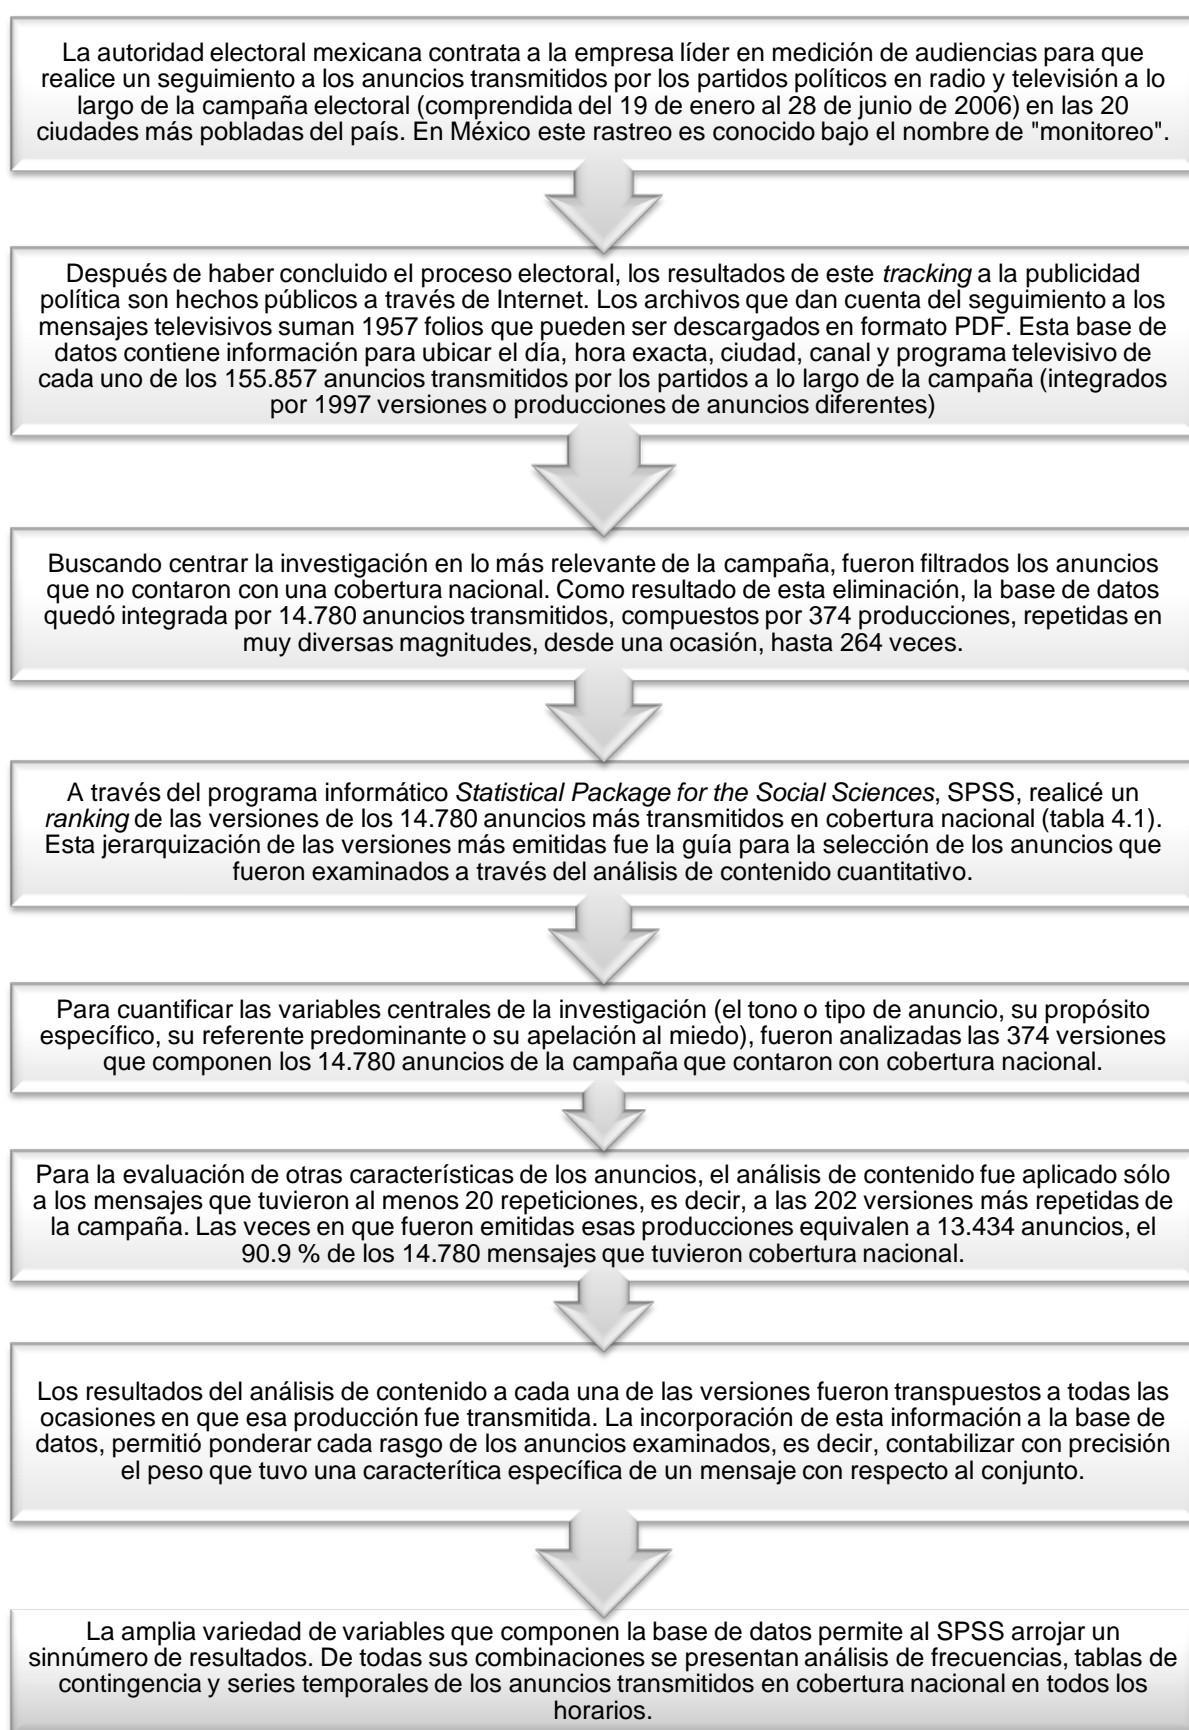 La autoridad electoral mexicana contrata a la empresa líder en medición de audiencias para que
realice un seguimiento a los anuncios transmitidos por los partidos políticos en radio y televisión a lo
largo de la campaña electoral (comprendida del 19 de enero al 28 de junio de 2006) en las 20
ciudades más pobladas del país. En México este rastreo es conocido bajo el nombre de "monitoreo".
Después de haber concluido el proceso electoral, los resultados de este tracking a la publicidad
política son hechos públicos a través de Internet. Los archivos que dan cuenta del seguimiento a los
mensajes televisivos suman 1957 folios que pueden ser descargados en formato PDF. Esta base de
datos contiene información para ubicar el día, hora exacta, ciudad, canal y programa televisivo de
cada uno de los 155.857 anuncios transmitidos por los partidos a lo largo de la campaña (integrados
por 1997 versiones o producciones de anuncios diferentes)
Buscando centrar la investigación en lo más relevante de la campaña, fueron filtrados los anuncios
que no contaron con una cobertura nacional. Como resultado de esta eliminación, la base de datos
quedó integrada por 14.780 anuncios transmitidos, compuestos por 374 producciones, repetidas en
muy diversas magnitudes, desde una ocasión, hasta 264 veces.
A través del programa informático Statistical Package for the Social Sciences, SPSS, realicé un
ranking de las versiones de los 14.780 anuncios más transmitidos en cobertura nacional (tabla 4.1).
Esta jerarquización de las versiones más emitidas fue la guía para la selección de los anuncios que
fueron examinados a través del análisis de contenido cuantitativo.
Para cuantificar las variables centrales de la investigación (el tono o tipo de anuncio, su propósito
específico, su referente predominante o su apelación al miedo), fueron analizadas las 374 versiones
que componen los 14.780 anuncios de la campaña que contaron con cobertura nacional.
Para la evaluación de otras características de los anuncios, el análisis de contenido fue aplicado sólo
a los mensajes que tuvieron al menos 20 repeticiones, es decir, a las 202 versiones más repetidas de
la campaña. Las veces en que fueron emitidas esas producciones equivalen a 13.434 anuncios, el
90.9 % de los 14.780 mensajes que tuvieron cobertura nacional.
Los resultados del análisis de contenido a cada una de las versiones fueron transpuestos a todas las
ocasiones en que esa producción fue transmitida. La incorporación de esta información a la base de
datos, permitió ponderar cada rasgo de los anuncios examinados, es decir, contabilizar con precisión
el peso que tuvo una caracterítica específica de un mensaje con respecto al conjunto.
La amplia variedad de variables que componen la base de datos permite al SPSS arrojar un
sinnúmero de resultados. De todas sus combinaciones se presentan análisis de frecuencias, tablas de
contingencia y series temporales de los anuncios transmitidos en cobertura nacional en todos los
horarios.